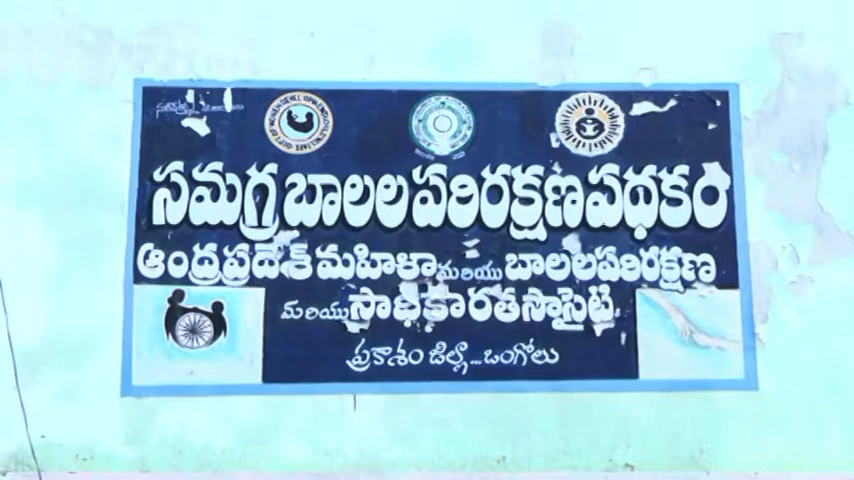 సమగ్ర బాలల పరిరక్షణ పథకం
ఆంధ్రప్రదేశ్ మహిళా మరియు బాలల పరిరక్షణ
మరియు సాధికారత సొసైటి.
ప్రకాశం జిల్లా....ఒంగోలు